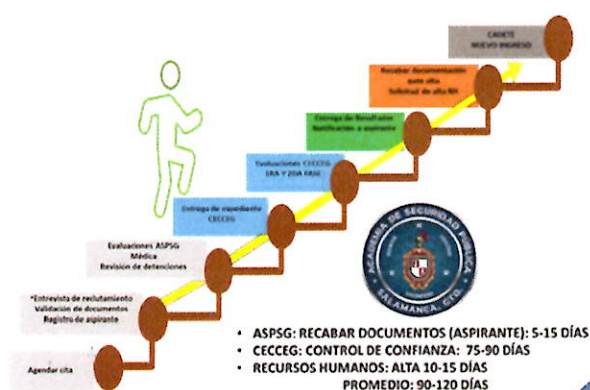 CADETE
NUEVO INGRESO
Recabar documentación
para alta
Solicitud de alta RH
Entrega de Resultados
Notificación a aspirante
Evaluaciones CECCEG
1RA Y 2DA FASE
Entrega de expediente
CECCEG
Evaluaciones ASPSG
Médica
Revisión de detenciones
*Entrevista de reclutamiento
Validación de documentos
Registro de aspirante
Agendar cita
ACADEMIA DE SEGURIDAD PÚBLICA
SALAMANCA, GTO.
• ASPSG: RECABAR DOCUMENTOS (ASPIRANTE): 5-15 DÍAS
• CECCEG: CONTROL DE CONFIANZA: 75-90 DÍAS
• RECURSOS HUMANOS: ALTA 10-15 DÍAS
PROMEDIO: 90-120 DÍAS